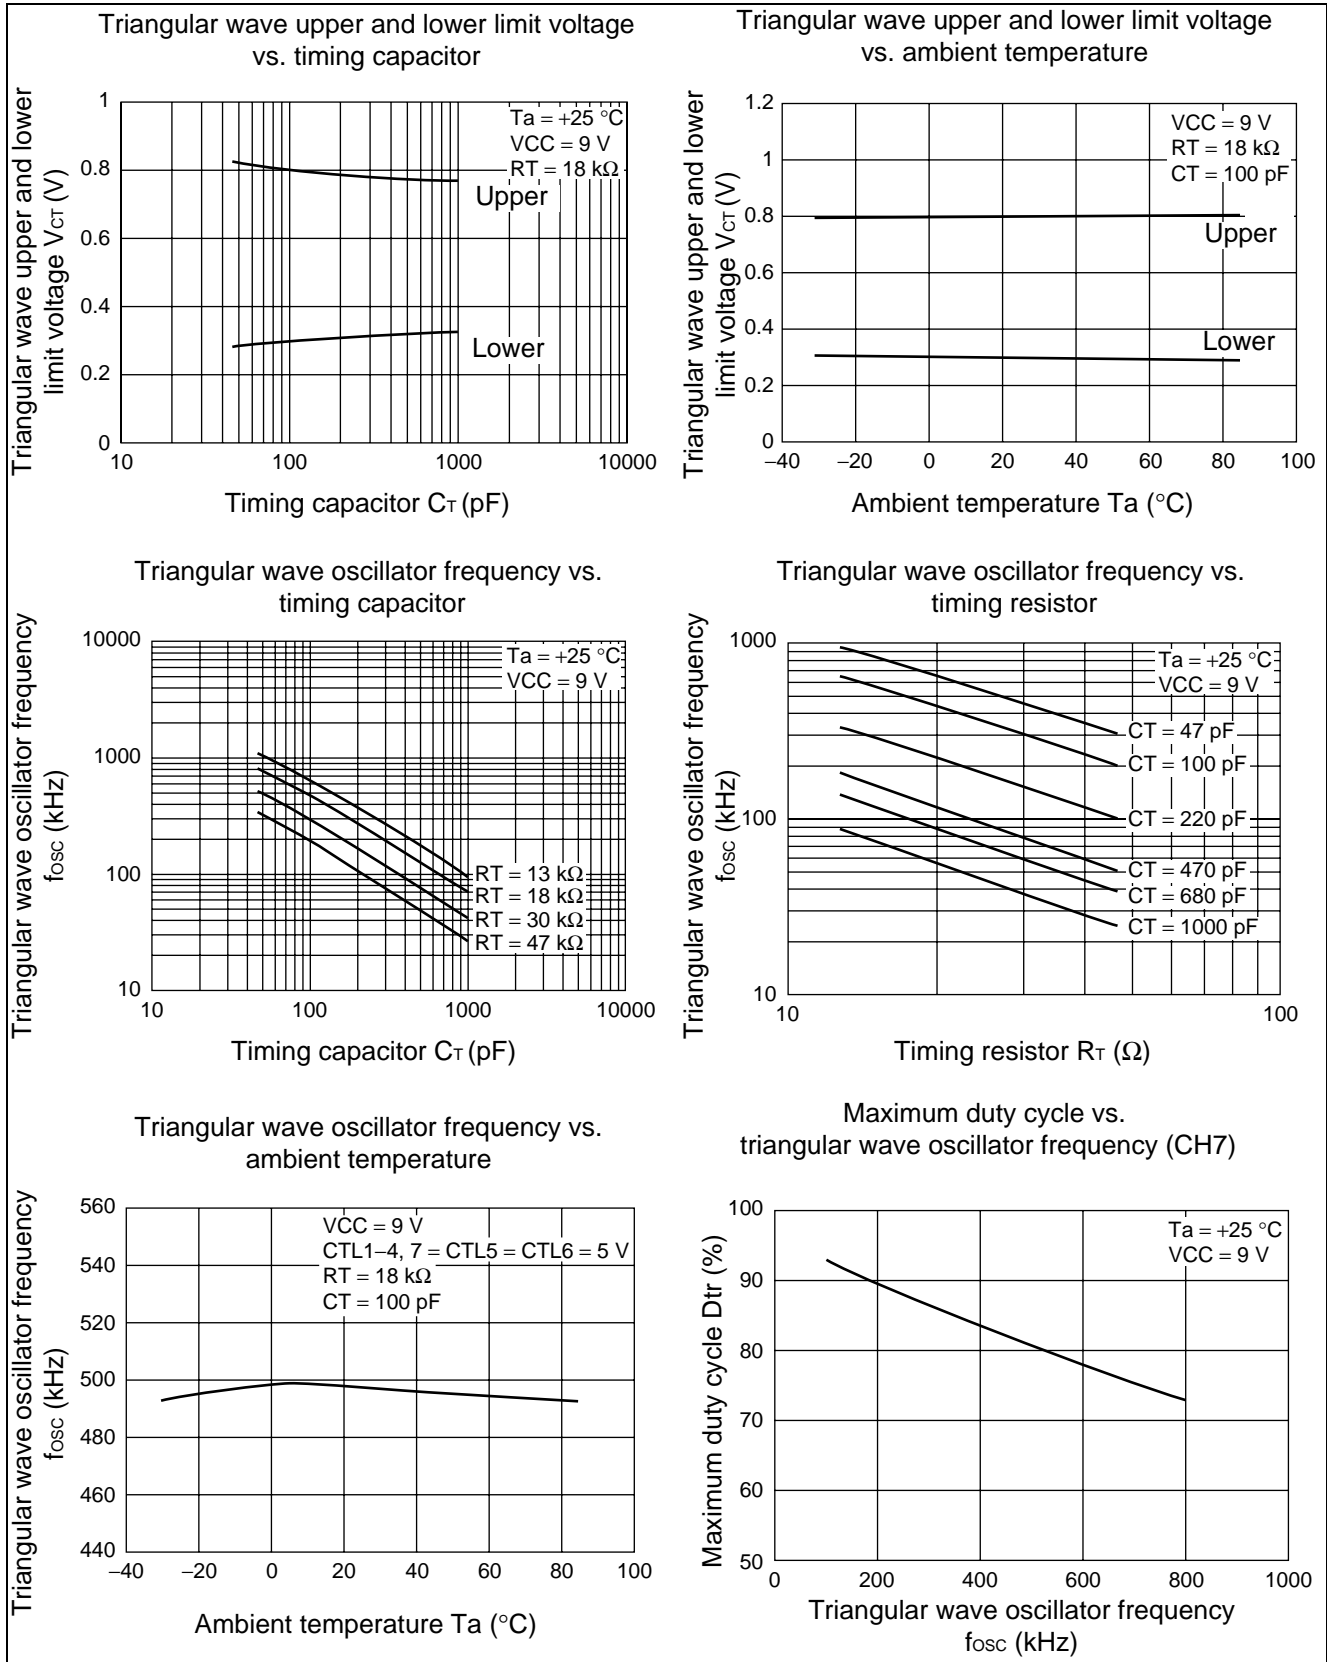 Triangular wave upper and lower limit voltage
vs. timing capacitor
Triangular wave upper and lower
limit voltage VCT (V)
1
0.8
0.6
0.4
0.2
0
Ta = +25 °C
VCC = 9 V
RT = 18 kΩ
Upper
Lower
10
100
1000
10000
Timing capacitor CT (pF)
Triangular wave upper and lower limit voltage
vs. ambient temperature
Triangular wave upper and lower
limit voltage VCT (V)
1.2
1
0.8
0.6
0.4
0.2
0
VCC = 9 V
RT = 18 kΩ
CT = 100 pF
Upper
Lower
−40
−20
0
20
40
60
80
100
Ambient temperature Ta (°C)
Triangular wave oscillator frequency vs.
timing capacitor
Triangular wave oscillator frequency
fOSC (kHz)
10000
1000
100
10
Ta = +25 °C
VCC = 9 V
RT = 13 kΩ
RT = 18 kΩ
RT = 30 kΩ
RT = 47 kΩ
10
100
1000
10000
Timing capacitor CT (pF)
Triangular wave oscillator frequency vs.
timing resistor
Triangular wave oscillator frequency
fOSC (kHz)
1000
100
10
Ta = +25 °C
VCC = 9 V
CT = 47 pF
CT = 100 pF
CT = 220 pF
CT = 470 pF
CT = 680 pF
CT = 1000 pF
10
100
Timing resistor RT (Ω)
Triangular wave oscillator frequency vs.
ambient temperature
Triangular wave oscillator frequency
fOSC (kHz)
560
540
520
500
480
460
440
VCC = 9 V
CTL1−4, 7 = CTL5 = CTL6 = 5 V
RT = 18 kΩ
CT = 100 pF
−40
−20
0
20
40
60
80
100
Ambient temperature Ta (°C)
Maximum duty cycle vs.
triangular wave oscillator frequency (CH7)
Maximum duty cycle Dtr (%)
100
90
80
70
60
50
Ta = +25 °C
VCC = 9 V
0
200
400
600
800
1000
Triangular wave oscillator frequency
fOSC (kHz)